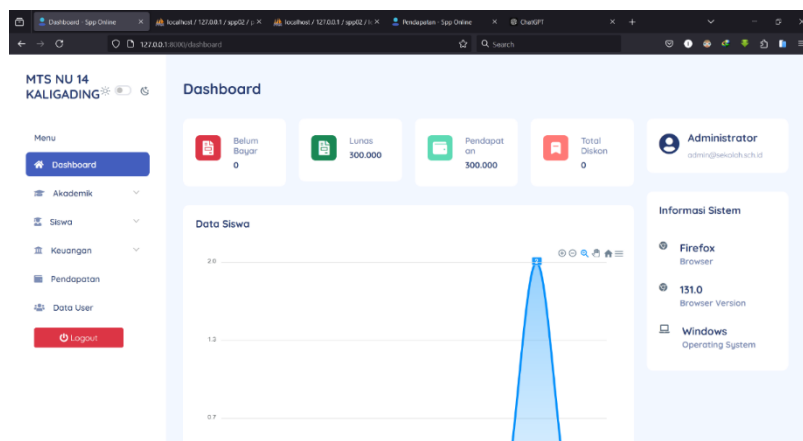 Dashboard - Spp Online
localhost / 127.0.0.1 / spp02 / p
localhost / 127.0.0.1 / spp02 /
Pendapatan - Spp Online
ChatGPT
127.0.0.1:8000/dashboard
Search
MTS NU 14
KALIGADING
Menu
Dashboard
Akademik
Siswa
Keuangan
Pendapatan
Data User
Logout
Dashboard
Belum
Bayar
0
Lunas
300.000
Pendapat
an
300.000
Total
Diskon
0
Data Siswa
2.0
1.3
0.7
Administrator
admin@sekolah.sch.id
Informasi Sistem
Firefox
Browser
131.0
Browser Version
Windows
Operating System